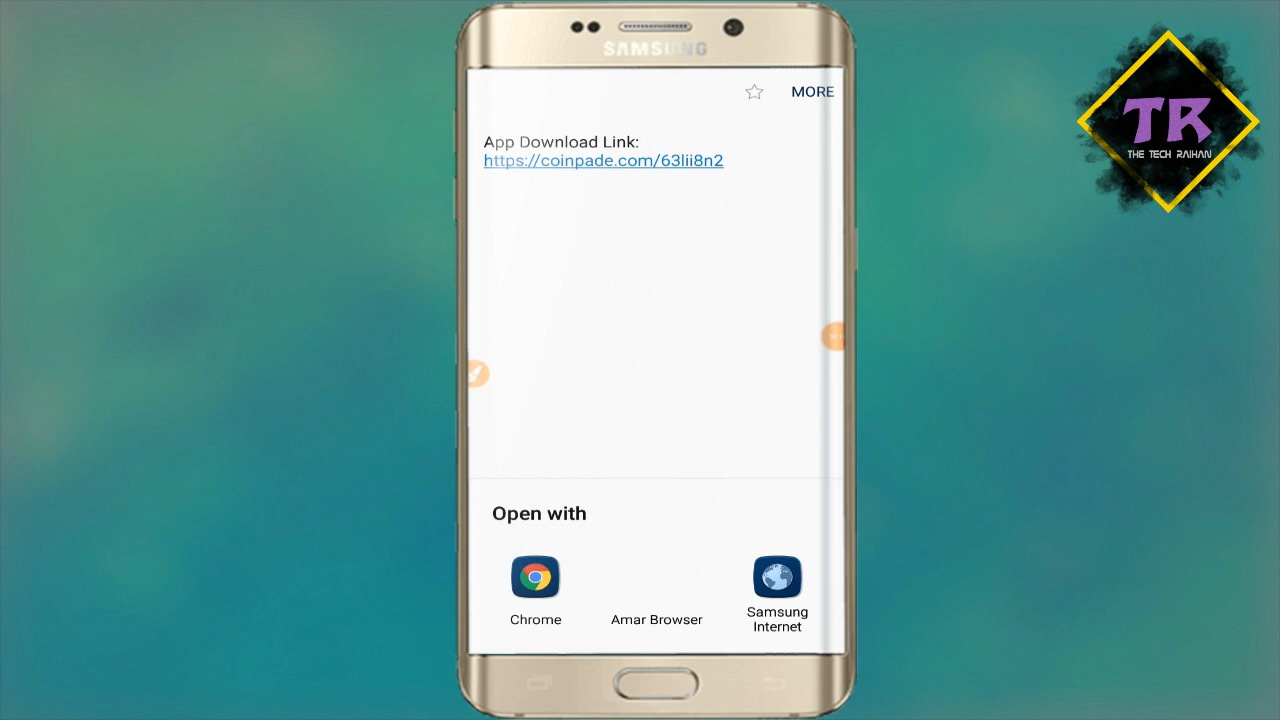 SAMSUNG
MORE
App Download Link:
https://coinpade.com/63lii8n2
TR
THE TECH RAIHAN
Open with
Chrome
Amar Browser
Samsung
Internet